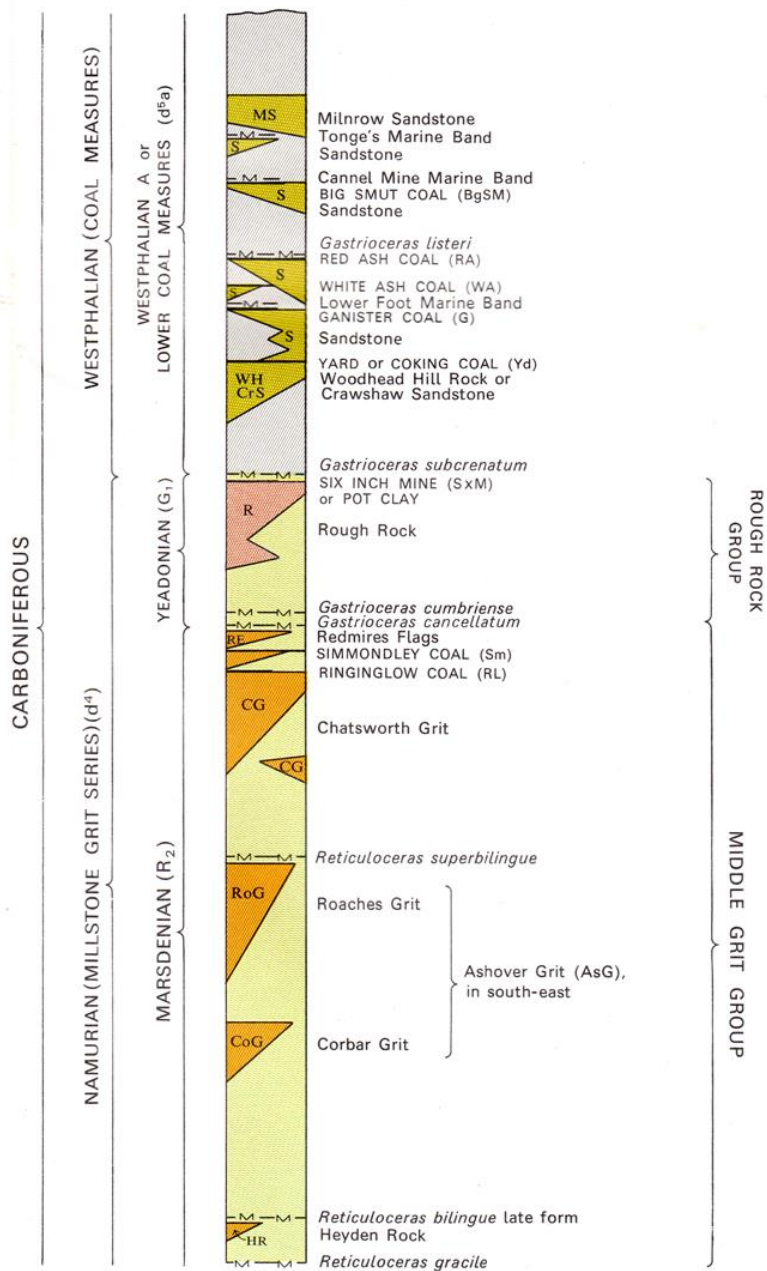 CARBONIFEROUS
WESTPHALIAN (COAL MEASURES)
NAMURIAN (MILLSTONE GRIT SERIES) (d⁴)
WESTPHALIAN A or
LOWER COAL MEASURES (d⁵a)
YEADONIAN (G₁)
MARSDENIAN (R₂)
MS
Milnrow Sandstone
M
Tonge's Marine Band
S
Sandstone
M
Cannel Mine Marine Band
BIG SMUT COAL (BgSM)
S
Sandstone
Gastrioceras listeri
M M
RED ASH COAL (RA)
S
WHITE ASH COAL (WA)
S
M
Lower Foot Marine Band
GANISTER COAL (G)
S
Sandstone
YARD or COKING COAL (Yd)
WH
CrS
Woodhead Hill Rock or
Crawshaw Sandstone
M M
Gastrioceras subcrenatum
SIX INCH MINE (SxM)
or POT CLAY
R
Rough Rock
M M
Gastrioceras cumbriense
M M
Gastrioceras cancellatum
RF
Redmires Flags
SIMMONDLEY COAL (Sm)
RINGINGLOW COAL (RL)
CG
Chatsworth Grit
CG
M M
Reticuloceras superbilingue
RoG
Roaches Grit
Ashover Grit (AsG),
in south-east
CoG
Corbar Grit
M M
Reticuloceras bilingue late form
HR
Heyden Rock
M M
Reticuloceras gracile
ROUGH ROCK
GROUP
MIDDLE GRIT GROUP